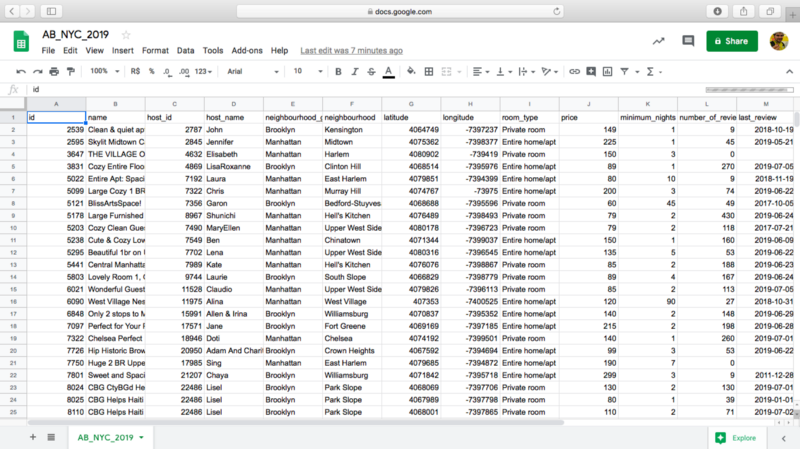 docs.google.com
AB_NYC_2019
File Edit View Insert Format Data Tools Add-ons Help Last edit was 7 minutes ago
Share
100% R$ % .0 .00 123 Arial 10 B I S A
fx id
A B C D E F G H I J K L M
1 id name host_id host_name neighbourhood_g neighbourhood latitude longitude room_type price minimum_nights number_of_revie last_review
2 2539 Clean & quiet ap 2787 John Brooklyn Kensington 4064749 -7397237 Private room 149 1 9 2018-10-19
3 2595 Skylit Midtown C 2845 Jennifer Manhattan Midtown 4075362 -7398377 Entire home/apt 225 1 45 2019-05-21
4 3647 THE VILLAGE O 4632 Elisabeth Manhattan Harlem 4080902 -739419 Private room 150 3 0
5 3831 Cozy Entire Floo 4869 LisaRoxanne Brooklyn Clinton Hill 4068514 -7395976 Entire home/apt 89 1 270 2019-07-05
6 5022 Entire Apt: Spaci 7192 Laura Manhattan East Harlem 4079851 -7394399 Entire home/apt 80 10 9 2018-11-19
7 5099 Large Cozy 1 BR 7322 Chris Manhattan Murray Hill 4074767 -73975 Entire home/apt 200 3 74 2019-06-22
8 5121 BlissArtsSpace! 7356 Garon Brooklyn Bedford-Stuyves 4068688 -7395596 Private room 60 45 49 2017-10-05
9 5178 Large Furnished 8967 Shunichi Manhattan Hell's Kitchen 4076489 -7398493 Private room 79 2 430 2019-06-24
10 5203 Cozy Clean Gues 7490 MaryEllen Manhattan Upper West Side 4080178 -7396723 Private room 79 2 118 2017-07-21
11 5238 Cute & Cozy Low 7549 Ben Manhattan Chinatown 4071344 -7399037 Entire home/apt 150 1 160 2019-06-09
12 5295 Beautiful 1br on 7702 Lena Manhattan Upper West Side 4080316 -7396545 Entire home/apt 135 5 53 2019-06-22
13 5441 Central Manhatta 7989 Kate Manhattan Hell's Kitchen 4076076 -7398867 Private room 85 2 188 2019-06-23
14 5803 Lovely Room 1, 9744 Laurie Brooklyn South Slope 4066829 -7398779 Private room 89 4 167 2019-06-24
15 6021 Wonderful Guest 11528 Claudio Manhattan Upper West Side 4079826 -7396113 Private room 85 2 113 2019-07-05
16 6090 West Village Nes 11975 Alina Manhattan West Village 407353 -7400525 Entire home/apt 120 90 27 2018-10-31
17 6848 Only 2 stops to M 15991 Allen & Irina Brooklyn Williamsburg 4070837 -7395352 Entire home/apt 140 2 148 2019-06-29
18 7097 Perfect for Your 17571 Jane Brooklyn Fort Greene 4069169 -7397185 Entire home/apt 215 2 198 2019-06-28
19 7322 Chelsea Perfect 18946 Doti Manhattan Chelsea 4074192 -7399501 Private room 140 1 260 2019-07-01
20 7726 Hip Historic Brow 20950 Adam And Charit Brooklyn Crown Heights 4067592 -7394694 Entire home/apt 99 3 53 2019-06-22
21 7750 Huge 2 BR Uppe 17985 Sing Manhattan East Harlem 4079685 -7394872 Entire home/apt 190 7 0
22 7801 Sweet and Spaci 21207 Chaya Brooklyn Williamsburg 4071842 -7395718 Entire home/apt 299 3 9 2011-12-28
23 8024 CBG CtyBGd He 22486 Lisel Brooklyn Park Slope 4068069 -7397706 Private room 130 2 130 2019-07-01
24 8025 CBG Helps Haiti 22486 Lisel Brooklyn Park Slope 4067989 -7397798 Private room 80 1 39 2019-01-01
25 8110 CBG Helps Haiti 22486 Lisel Brooklyn Park Slope 4068001 -7397865 Private room 110 2 71 2019-07-02
AB_NYC_2019
Explore